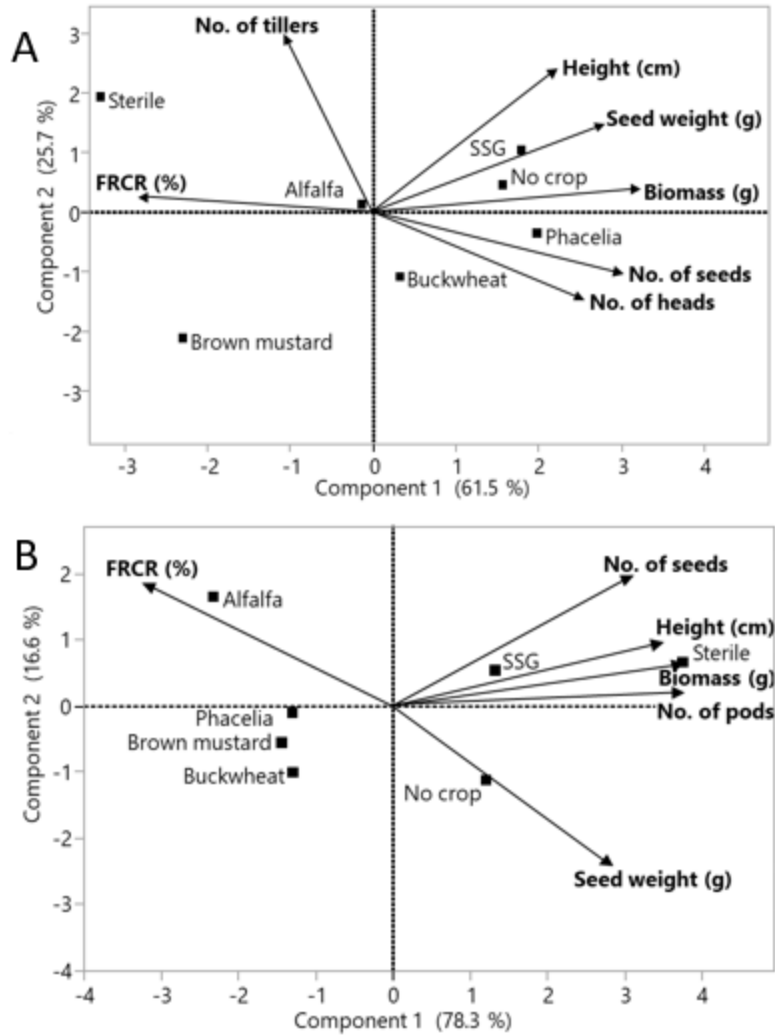 A
No. of tillers
Sterile
Height (cm)
Seed weight (g)
SSG
FRCR (%)
Alfalfa
No crop
Biomass (g)
Phacelia
Buckwheat
No. of seeds
No. of heads
Brown mustard
Component 2 (25.7 %)
3
2
1
0
-1
-2
-3
-3
-2
-1
0
1
2
3
4
Component 1 (61.5 %)
B
FRCR (%)
Alfalfa
No. of seeds
Height (cm)
SSG
Sterile
Biomass (g)
No. of pods
Phacelia
Brown mustard
Buckwheat
No crop
Seed weight (g)
Component 2 (16.6 %)
2
1
0
-1
-2
-3
-4
-4
-3
-2
-1
0
1
2
3
4
Component 1 (78.3 %)